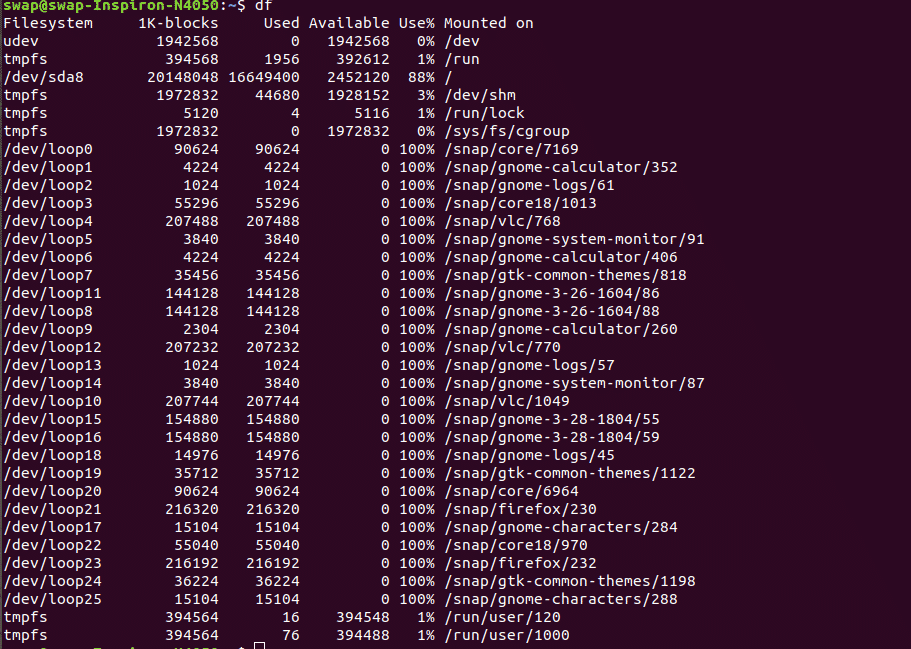 swap@swap-Inspiron-N4050:~$ df
Filesystem     1K-blocks     Used Available Use% Mounted on
udev             1942568        0   1942568   0% /dev
tmpfs             394568     1956    392612   1% /run
/dev/sda8       20148048 16649400   2452120  88% /
tmpfs            1972832    44680   1928152   3% /dev/shm
tmpfs               5120        4      5116   1% /run/lock
tmpfs            1972832        0   1972832   0% /sys/fs/cgroup
/dev/loop0         90624    90624         0 100% /snap/core/7169
/dev/loop1          4224     4224         0 100% /snap/gnome-calculator/352
/dev/loop2          1024     1024         0 100% /snap/gnome-logs/61
/dev/loop3         55296    55296         0 100% /snap/core18/1013
/dev/loop4        207488   207488         0 100% /snap/vlc/768
/dev/loop5          3840     3840         0 100% /snap/gnome-system-monitor/91
/dev/loop6          4224     4224         0 100% /snap/gnome-calculator/406
/dev/loop7         35456    35456         0 100% /snap/gtk-common-themes/818
/dev/loop11       144128   144128         0 100% /snap/gnome-3-26-1604/86
/dev/loop8        144128   144128         0 100% /snap/gnome-3-26-1604/88
/dev/loop9          2304     2304         0 100% /snap/gnome-calculator/260
/dev/loop12       207232   207232         0 100% /snap/vlc/770
/dev/loop13         1024     1024         0 100% /snap/gnome-logs/57
/dev/loop14         3840     3840         0 100% /snap/gnome-system-monitor/87
/dev/loop10       207744   207744         0 100% /snap/vlc/1049
/dev/loop15       154880   154880         0 100% /snap/gnome-3-28-1804/55
/dev/loop16       154880   154880         0 100% /snap/gnome-3-28-1804/59
/dev/loop18        14976    14976         0 100% /snap/gnome-logs/45
/dev/loop19        35712    35712         0 100% /snap/gtk-common-themes/1122
/dev/loop20        90624    90624         0 100% /snap/core/6964
/dev/loop21       216320   216320         0 100% /snap/firefox/230
/dev/loop17        15104    15104         0 100% /snap/gnome-characters/284
/dev/loop22        55040    55040         0 100% /snap/core18/970
/dev/loop23       216192   216192         0 100% /snap/firefox/232
/dev/loop24        36224    36224         0 100% /snap/gtk-common-themes/1198
/dev/loop25        15104    15104         0 100% /snap/gnome-characters/288
tmpfs             394564       16    394548   1% /run/user/120
tmpfs             394564       76    394488   1% /run/user/1000
swap@swap-Inspiron-N4050:~$